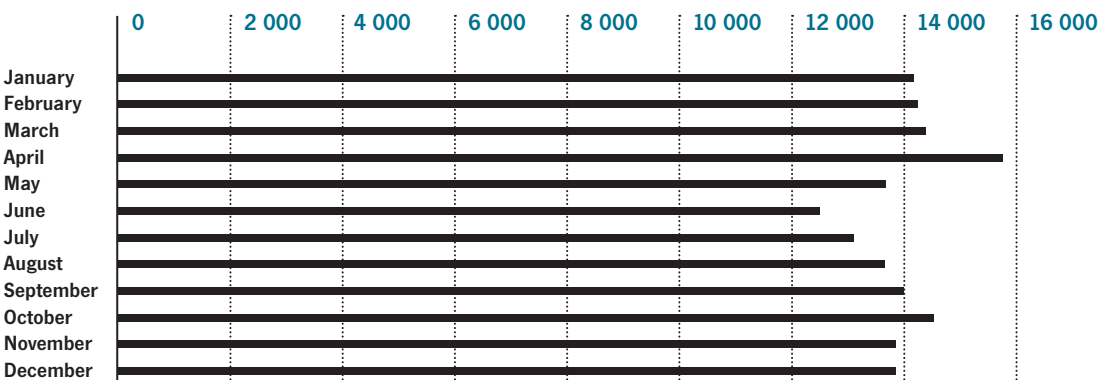 0 2 000 4 000 6 000 8 000 10 000 12 000 14 000 16 000
January
February
March
April
May
June
July
August
September
October
November
December